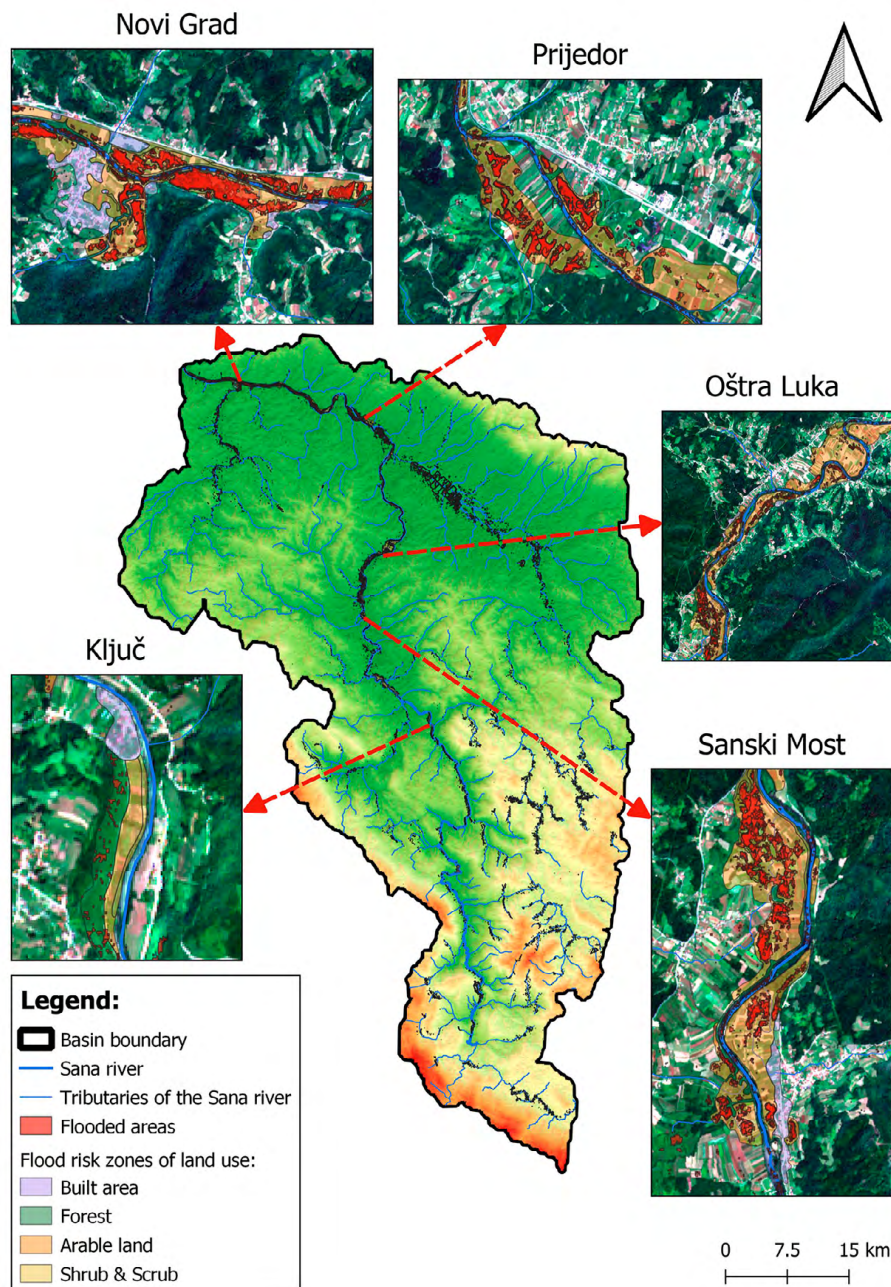 Novi Grad
Prijedor
Oštra Luka
Ključ
Sanski Most
Legend:
Basin boundary
Sana river
Tributaries of the Sana river
Flooded areas
Flood risk zones of land use:
Built area
Forest
Arable land
Shrub & Scrub
0 7.5 15 km